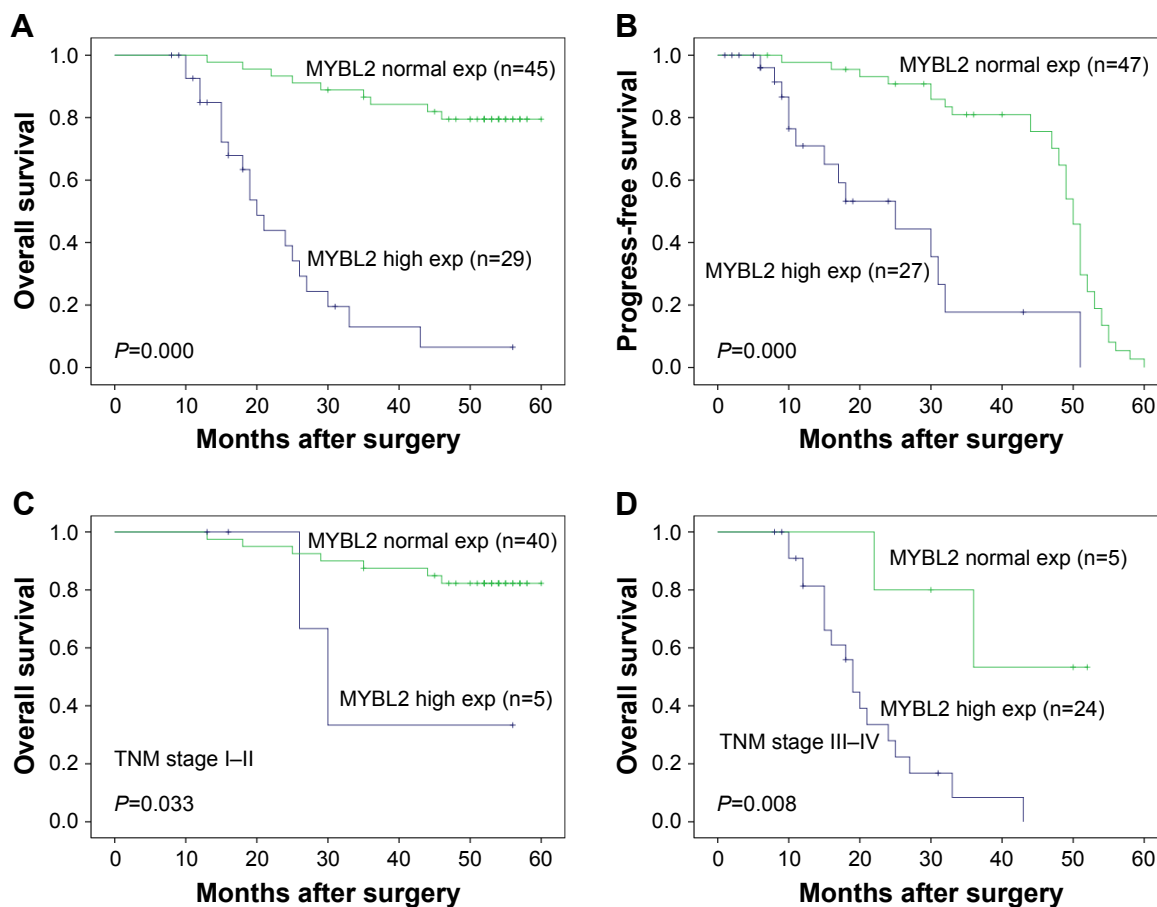 A
Overall survival
1.0
0.8
0.6
0.4
0.2
0.0
MYBL2 normal exp (n=45)
MYBL2 high exp (n=29)
P=0.000
0 10 20 30 40 50 60
Months after surgery
B
Progress-free survival
1.0
0.8
0.6
0.4
0.2
0.0
MYBL2 normal exp (n=47)
MYBL2 high exp (n=27)
P=0.000
0 10 20 30 40 50 60
Months after surgery
C
Overall survival
1.0
0.8
0.6
0.4
0.2
0.0
MYBL2 normal exp (n=40)
MYBL2 high exp (n=5)
TNM stage I–II
P=0.033
0 10 20 30 40 50 60
Months after surgery
D
Overall survival
1.0
0.8
0.6
0.4
0.2
0.0
MYBL2 normal exp (n=5)
MYBL2 high exp (n=24)
TNM stage III–IV
P=0.008
0 10 20 30 40 50 60
Months after surgery